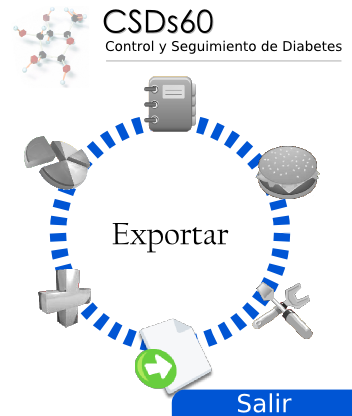 CSDs60
Control y Seguimiento de Diabetes
Exportar
Salir